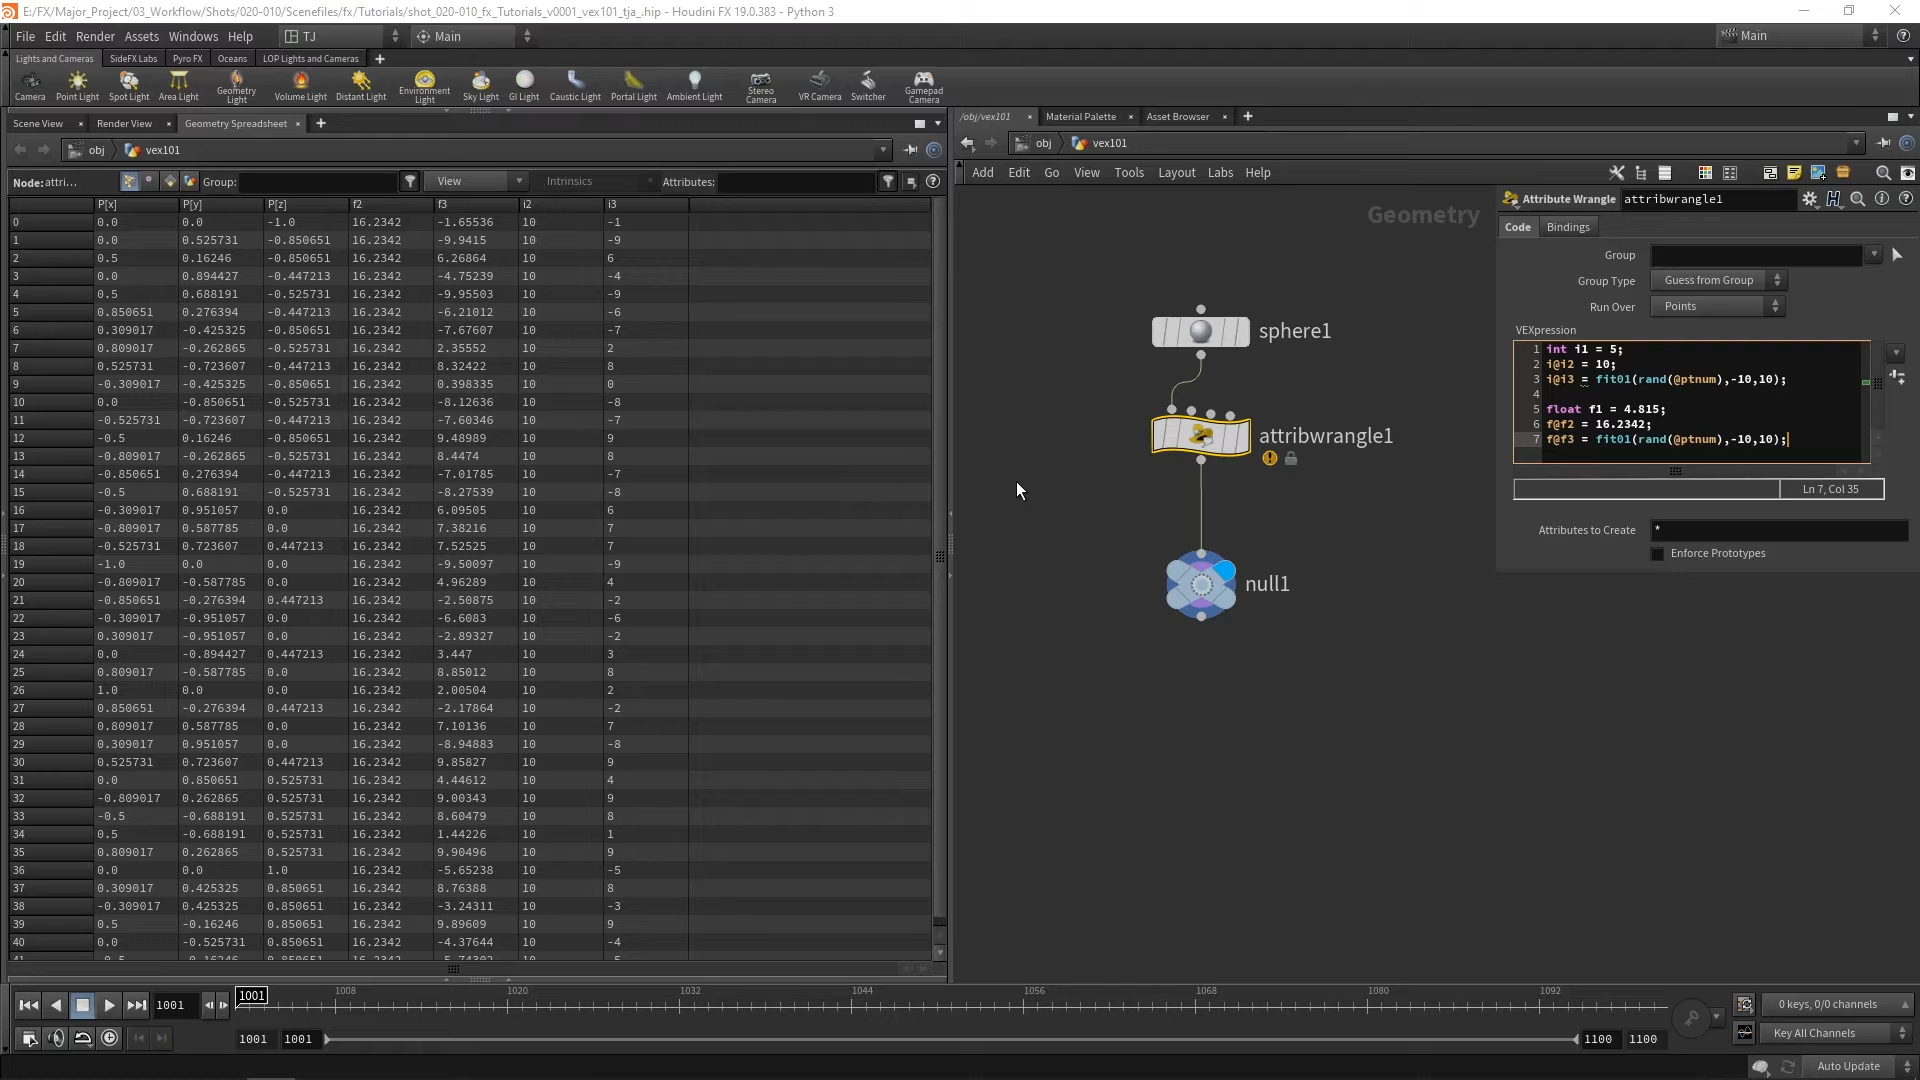 E:/FX/Major_Project/03_Workflow/Shots/020-010/Scenefiles/fx/Tutorials/shot_020-010_fx_Tutorials_v0001_vex101_tja_.hip - Houdini FX 19.0.383 - Python 3
File Edit Render Assets Windows Help TJ Main Main
Lights and Cameras SideFX Labs Pyro FX Oceans LOP Lights and Cameras
Camera Point Light Spot Light Area Light Geometry Light Volume Light Distant Light Environment Light Sky Light GI Light Caustic Light Portal Light Ambient Light Stereo Camera VR Camera Switcher Gamepad Camera
Scene View Render View Geometry Spreadsheet
obj vex101
Node: attri... Group: View Intrinsics Attributes:
P[x] P[y] P[z] f2 f3 i2 i3
0 0.0 0.0 -1.0 16.2342 -1.65536 10 -1
1 0.0 0.525731 -0.850651 16.2342 -9.9415 10 -9
2 0.5 0.16246 -0.850651 16.2342 6.26864 10 6
3 0.0 0.894427 -0.447213 16.2342 -4.75239 10 -4
4 0.5 0.688191 -0.525731 16.2342 -9.95503 10 -9
5 0.850651 0.276394 -0.447213 16.2342 -6.21012 10 -6
6 0.309017 -0.425325 -0.850651 16.2342 -7.67607 10 -7
7 0.809017 -0.262865 -0.525731 16.2342 2.35552 10 2
8 0.525731 -0.723607 -0.447213 16.2342 8.32422 10 8
9 -0.309017 -0.425325 -0.850651 16.2342 0.398335 10 0
10 0.0 -0.850651 -0.525731 16.2342 -8.12636 10 -8
11 -0.525731 -0.723607 -0.447213 16.2342 -7.60346 10 -7
12 -0.5 0.16246 -0.850651 16.2342 9.48989 10 9
13 -0.809017 -0.262865 -0.525731 16.2342 8.4474 10 8
14 -0.850651 0.276394 -0.447213 16.2342 -7.01785 10 -7
15 -0.5 0.688191 -0.525731 16.2342 -8.27539 10 -8
16 -0.309017 0.951057 0.0 16.2342 6.09505 10 6
17 -0.809017 0.587785 0.0 16.2342 7.38216 10 7
18 -0.525731 0.723607 0.447213 16.2342 7.52525 10 7
19 -1.0 0.0 0.0 16.2342 -9.50097 10 -9
20 -0.809017 -0.587785 0.0 16.2342 4.96289 10 4
21 -0.850651 -0.276394 0.447213 16.2342 -2.50875 10 -2
22 -0.309017 -0.951057 0.0 16.2342 -6.6083 10 -6
23 0.309017 -0.951057 0.0 16.2342 -2.89327 10 -2
24 0.0 -0.894427 0.447213 16.2342 3.447 10 3
25 0.809017 -0.587785 0.0 16.2342 8.85012 10 8
26 1.0 0.0 0.0 16.2342 2.00504 10 2
27 0.850651 -0.276394 0.447213 16.2342 -2.17864 10 -2
28 0.809017 0.587785 0.0 16.2342 7.10136 10 7
29 0.309017 0.951057 0.0 16.2342 -8.94883 10 -8
30 0.525731 0.723607 0.447213 16.2342 9.85827 10 9
31 0.0 0.850651 0.525731 16.2342 4.44612 10 4
32 -0.809017 0.262865 0.525731 16.2342 9.00343 10 9
33 -0.5 -0.688191 0.525731 16.2342 8.60479 10 8
34 0.5 -0.688191 0.525731 16.2342 1.44226 10 1
35 0.809017 0.262865 0.525731 16.2342 9.90496 10 9
36 0.0 0.0 1.0 16.2342 -5.65238 10 -5
37 0.309017 0.425325 0.850651 16.2342 8.76388 10 8
38 -0.309017 0.425325 0.850651 16.2342 -3.24311 10 -3
39 0.5 -0.16246 0.850651 16.2342 9.89609 10 9
40 0.0 -0.525731 0.850651 16.2342 -4.37644 10 -4
/obj/vex101 Material Palette Asset Browser
obj vex101
Add Edit Go View Tools Layout Labs Help
Geometry
sphere1
attribwrangle1
null1
Attribute Wrangle attribwrangle1
Code Bindings
Group
Group Type Guess from Group
Run Over Points
VEXpression
1 int i1 = 5;
2 i@i2 = 10;
3 i@i3 = fit01(rand(@ptnum),-10,10);
4
5 float f1 = 4.815;
6 f@f2 = 16.2342;
7 f@f3 = fit01(rand(@ptnum),-10,10);
Ln 7, Col 35
Attributes to Create *
Enforce Prototypes
1001 1001 1008 1020 1032 1044 1056 1068 1080 1092 0 keys, 0/0 channels
1001 1001 1100 1100 Key All Channels
Auto Update